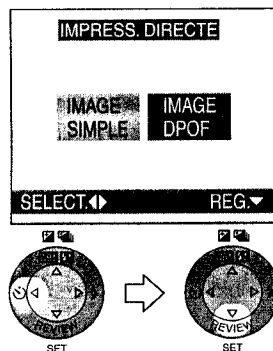 IMPRESS. DIRECTE
IMAGE SIMPLE
IMAGE DPOF
SELECT. REG.
REVIEW REVIEW
SET SET